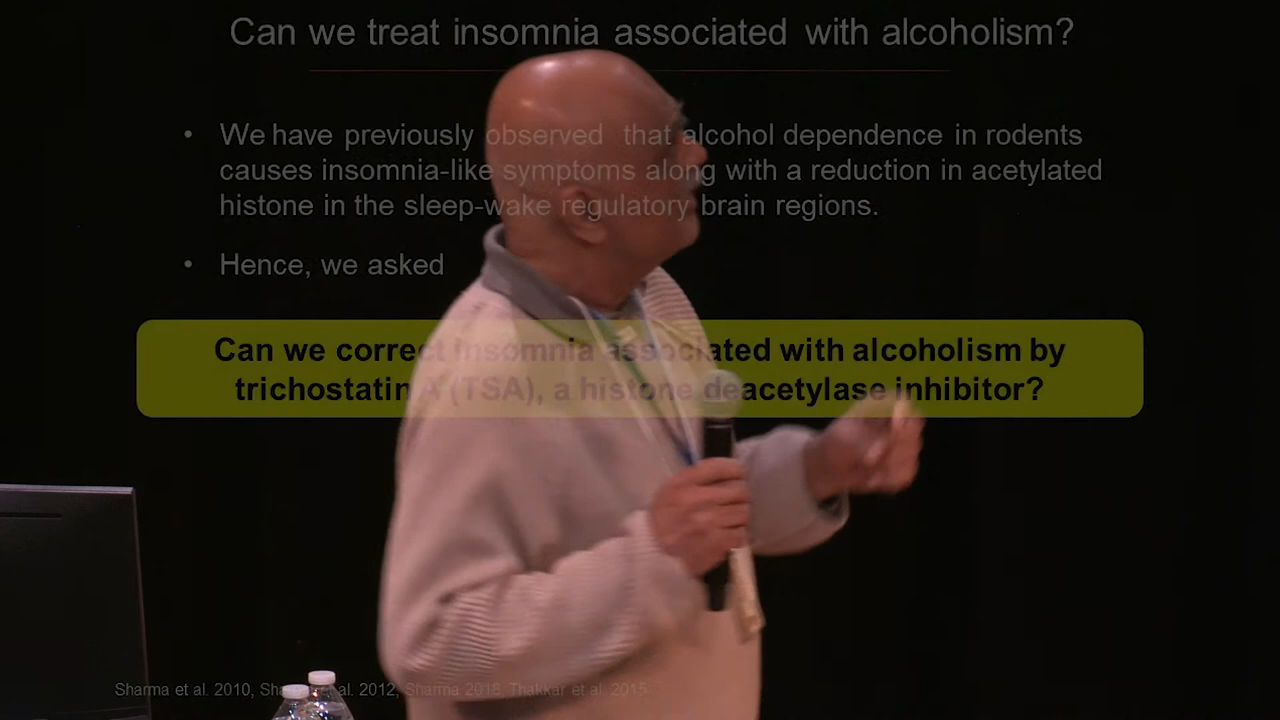 Can we treat insomnia associated with alcoholism?
• We have previously observed that alcohol dependence in rodents
causes insomnia-like symptoms along with a reduction in acetylated
histone in the sleep-wake regulatory brain regions.
• Hence, we asked
Can we correct insomnia associated with alcoholism by
trichostatin A (TSA), a histone deacetylase inhibitor?
Sharma et al. 2010, Sharma et al. 2012, Sharma 2018, Thakkar et al. 2015